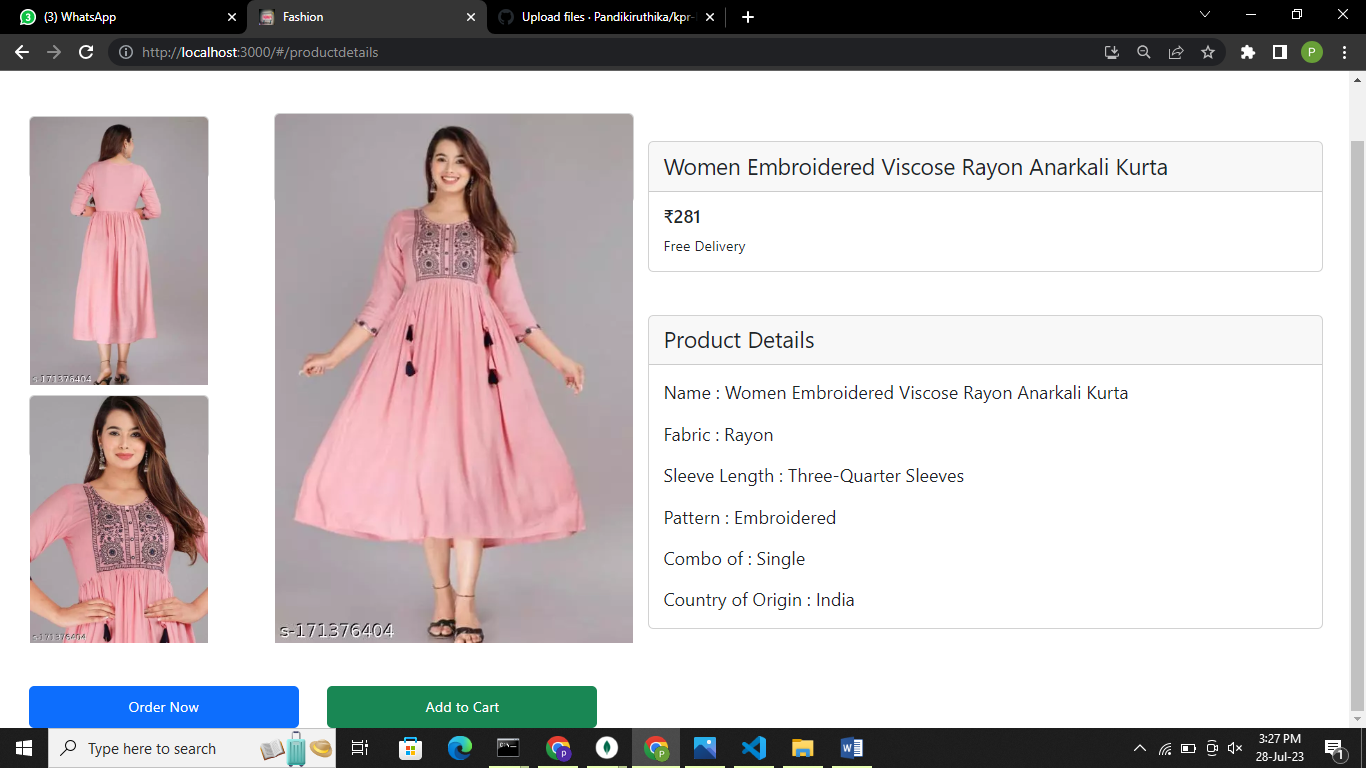 (3) WhatsApp
Fashion
Upload files · Pandikiruthika/kpr-
http://localhost:3000/#/productdetails
P
s-171376404
s-171376404
s-171376404
Women Embroidered Viscose Rayon Anarkali Kurta
₹281
Free Delivery
Product Details
Name : Women Embroidered Viscose Rayon Anarkali Kurta
Fabric : Rayon
Sleeve Length : Three-Quarter Sleeves
Pattern : Embroidered
Combo of : Single
Country of Origin : India
Order Now
Add to Cart
Type here to search
3:27 PM
28-Jul-23
1